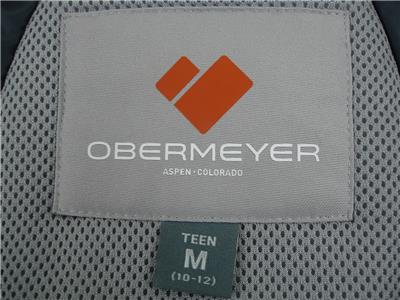 OBERMEYER
ASPEN · COLORADO
TEEN
M
(10-12)